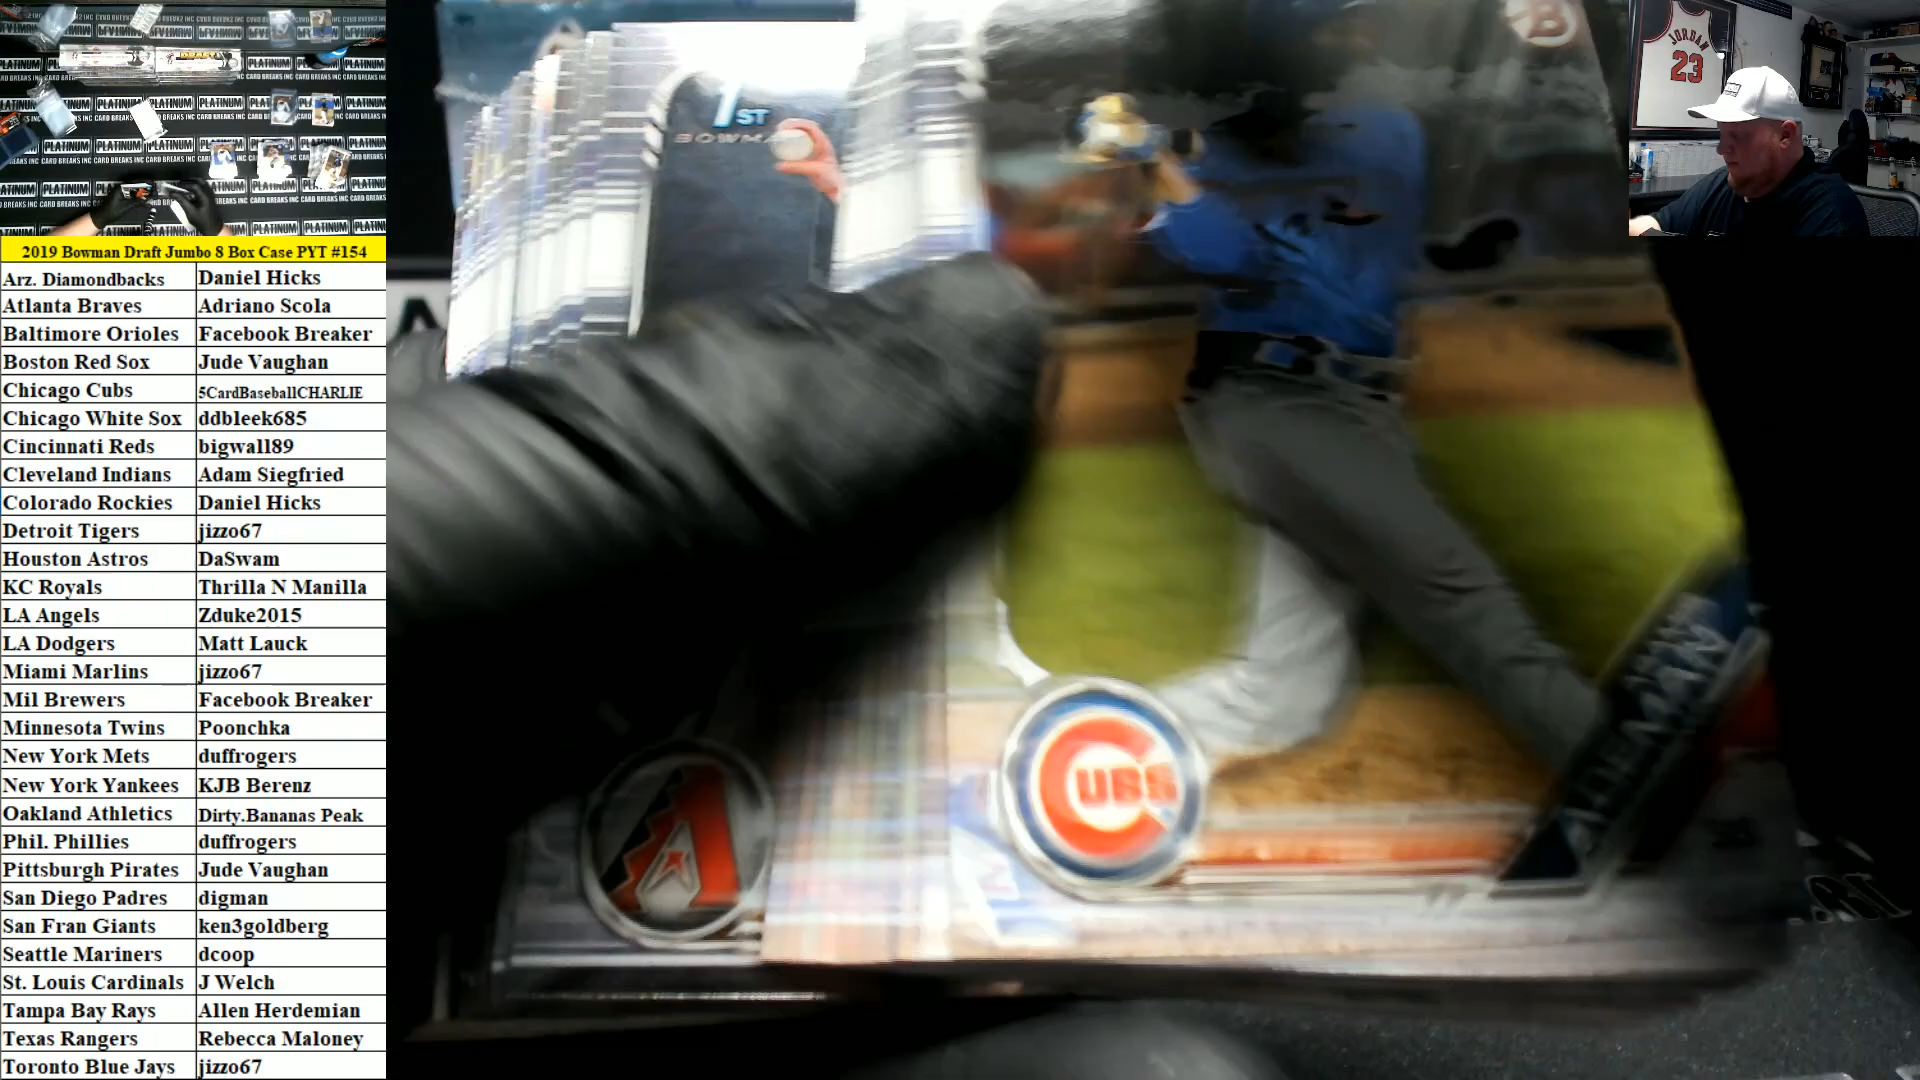 2019 Bowman Draft Jumbo 8 Box Case PYT #154
Arz. Diamondbacks Daniel Hicks
Atlanta Braves Adriano Scola
Baltimore Orioles Facebook Breaker
Boston Red Sox Jude Vaughan
Chicago Cubs 5CardBaseballCHARLIE
Chicago White Sox ddbleek685
Cincinnati Reds bigwall89
Cleveland Indians Adam Siegfried
Colorado Rockies Daniel Hicks
Detroit Tigers jizzo67
Houston Astros DaSwam
KC Royals Thrilla N Manilla
LA Angels Zduke2015
LA Dodgers Matt Lauck
Miami Marlins jizzo67
Mil Brewers Facebook Breaker
Minnesota Twins Poonchka
New York Mets duffrogers
New York Yankees KJB Berenz
Oakland Athletics Dirty.Bananas Peak
Phil. Phillies duffrogers
Pittsburgh Pirates Jude Vaughan
San Diego Padres digman
San Fran Giants ken3goldberg
Seattle Mariners dcoop
St. Louis Cardinals J Welch
Tampa Bay Rays Allen Herdemian
Texas Rangers Rebecca Maloney
Toronto Blue Jays jizzo67
1ST
BOWMA
CUBS
JORDAN
23
PLATINUM
CARD BREAKS INC